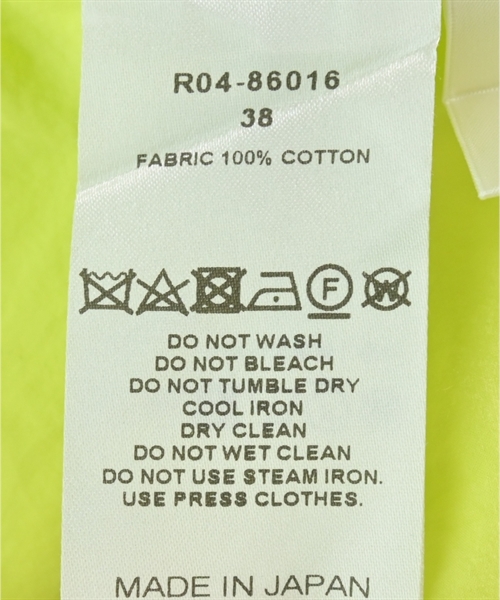 R04-86016
38
FABRIC 100% COTTON
F W
DO NOT WASH
DO NOT BLEACH
DO NOT TUMBLE DRY
COOL IRON
DRY CLEAN
DO NOT WET CLEAN
DO NOT USE STEAM IRON.
USE PRESS CLOTHES.
MADE IN JAPAN